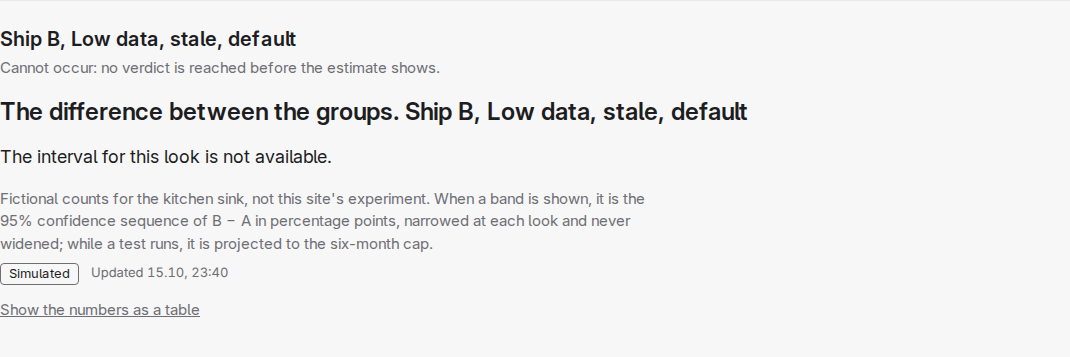 Ship B, Low data, stale, default
Cannot occur: no verdict is reached before the estimate shows.
The difference between the groups. Ship B, Low data, stale, default
The interval for this look is not available.
Fictional counts for the kitchen sink, not this site's experiment. When a band is shown, it is the
95% confidence sequence of B − A in percentage points, narrowed at each look and never
widened; while a test runs, it is projected to the six-month cap.
Simulated Updated 15.10, 23:40
Show the numbers as a table